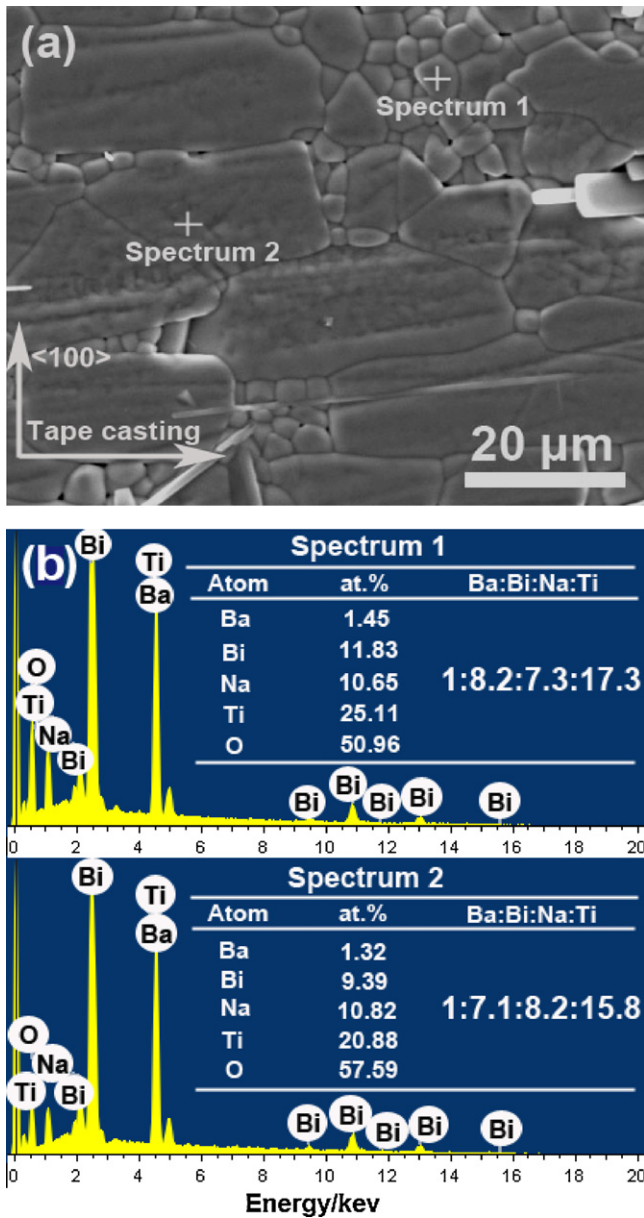 (a)
Spectrum 1
Spectrum 2
<100>
Tape casting
20 µm
(b)
Bi
Ti
Ba
O
Ti
Na
Bi
Bi
Bi
Bi
Bi
Bi
Spectrum 1
Atom at.% Ba:Bi:Na:Ti
Ba 1.45
Bi 11.83
Na 10.65 1:8.2:7.3:17.3
Ti 25.11
O 50.96
0 2 4 6 8 10 12 14 16 18 20
Bi
Ti
Ba
O
Na
Ti
Bi
Bi
Bi
Bi
Bi
Bi
Spectrum 2
Atom at.% Ba:Bi:Na:Ti
Ba 1.32
Bi 9.39
Na 10.82 1:7.1:8.2:15.8
Ti 20.88
O 57.59
0 2 4 6 8 10 12 14 16 18 20
Energy/kev